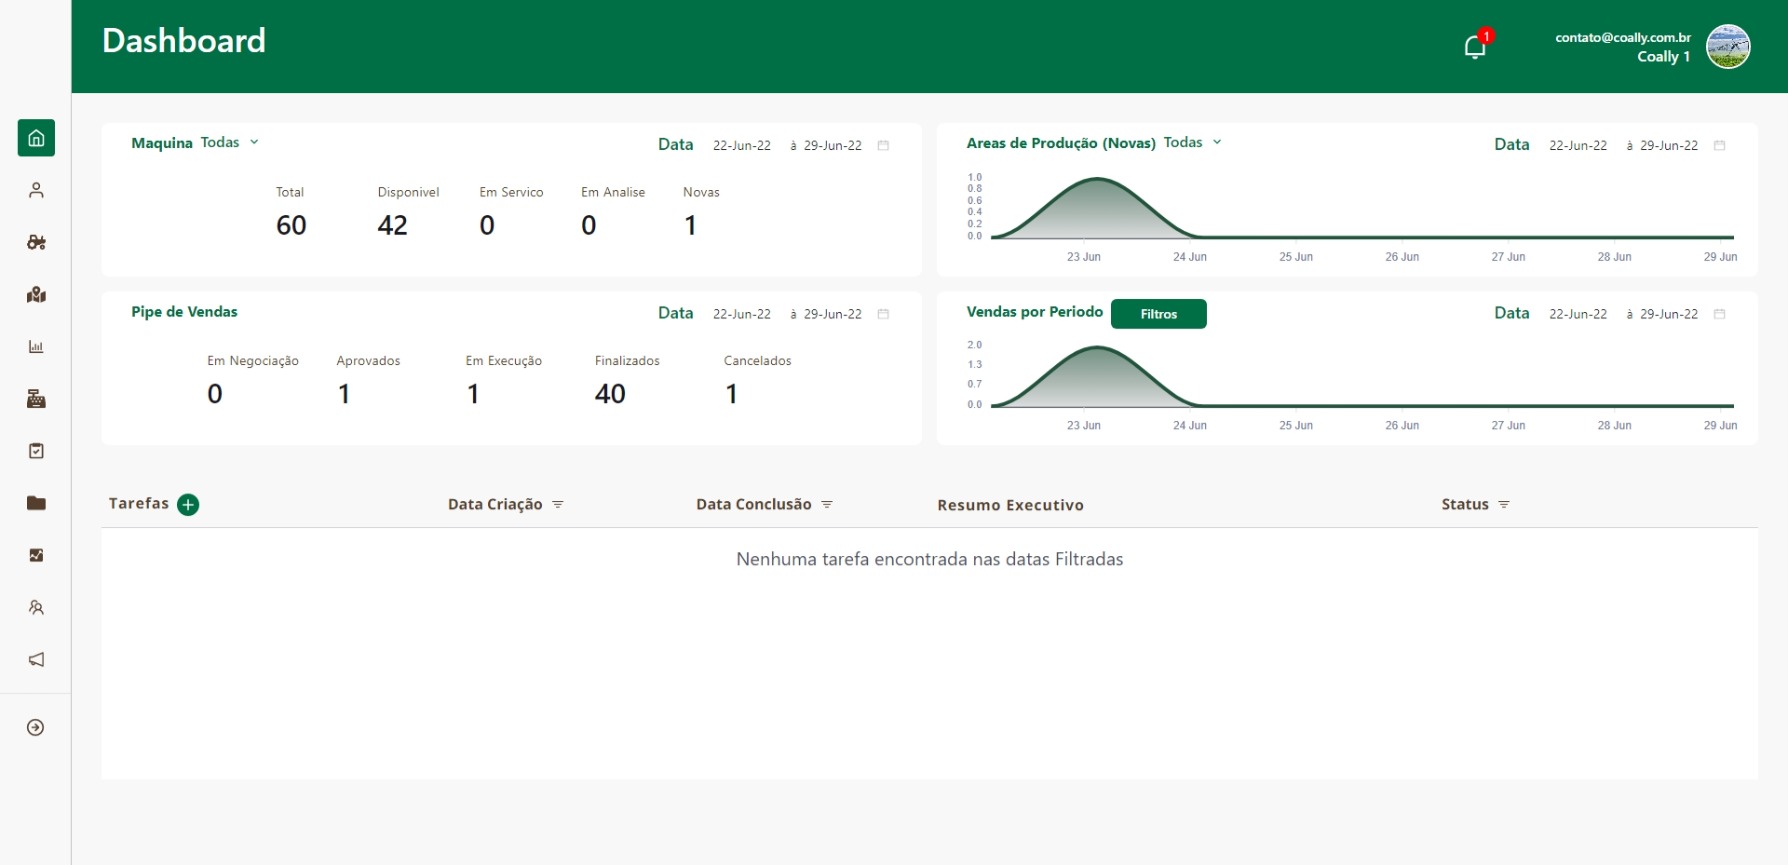 Dashboard
1
contato@coally.com.br
Coally 1
Maquina Todas
Data 22-Jun-22 à 29-Jun-22
Total Disponivel Em Servico Em Analise Novas
60 42 0 0 1
Areas de Produção (Novas) Todas
Data 22-Jun-22 à 29-Jun-22
1.0
0.8
0.6
0.4
0.2
0.0
23 Jun 24 Jun 25 Jun 26 Jun 27 Jun 28 Jun 29 Jun
Pipe de Vendas
Data 22-Jun-22 à 29-Jun-22
Em Negociação Aprovados Em Execução Finalizados Cancelados
0 1 1 40 1
Vendas por Periodo Filtros
Data 22-Jun-22 à 29-Jun-22
2.0
1.3
0.7
0.0
23 Jun 24 Jun 25 Jun 26 Jun 27 Jun 28 Jun 29 Jun
Tarefas Data Criação Data Conclusão Resumo Executivo Status
Nenhuma tarefa encontrada nas datas Filtradas